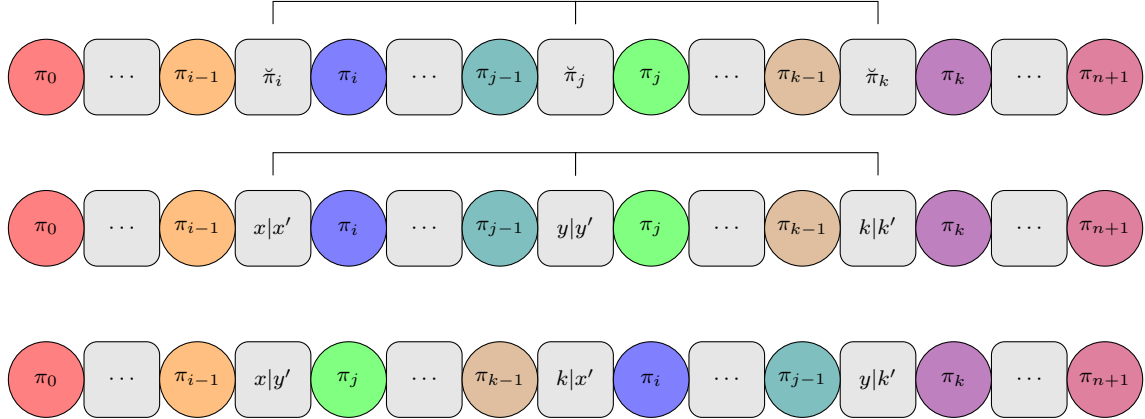 π₀ ⋯ πᵢ₋₁ π̆ᵢ πᵢ ⋯ πⱼ₋₁ π̆ⱼ πⱼ ⋯ πₖ₋₁ π̆ₖ πₖ ⋯ πₙ₊₁
π₀ ⋯ πᵢ₋₁ x|x′ πᵢ ⋯ πⱼ₋₁ y|y′ πⱼ ⋯ πₖ₋₁ k|k′ πₖ ⋯ πₙ₊₁
π₀ ⋯ πᵢ₋₁ x|y′ πⱼ ⋯ πₖ₋₁ k|x′ πᵢ ⋯ πⱼ₋₁ y|k′ πₖ ⋯ πₙ₊₁